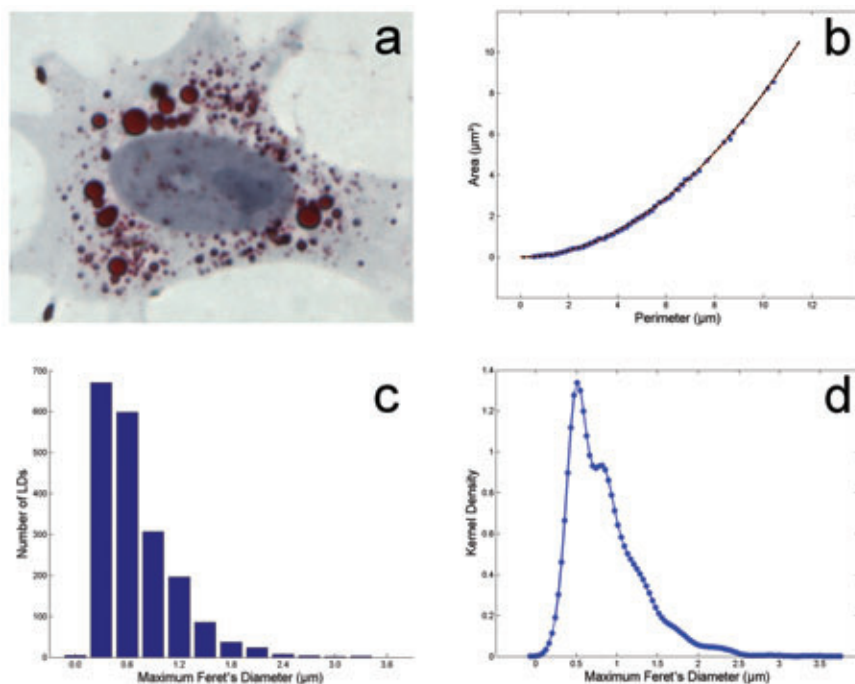 a
b
10
8
6
4
2
0
Area (µm²)
0 2 4 6 8 10 12
Perimeter (µm)
c
700
600
500
400
300
200
100
0
Number of LDs
0.0 0.6 1.2 1.8 2.4 3.0 3.6
Maximum Feret's Diameter (µm)
d
1.4
1.2
1
0.8
0.6
0.4
0.2
0
Kernel Density
0 0.5 1 1.5 2 2.5 3 3.5
Maximum Feret's Diameter (µm)